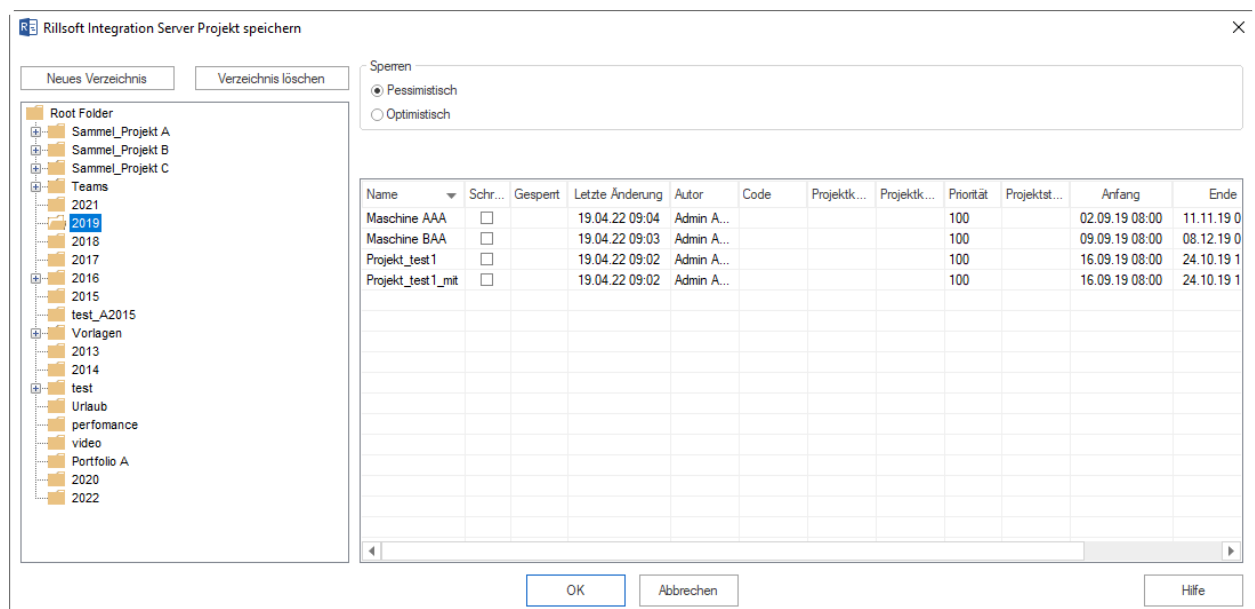 Rillsoft Integration Server Projekt speichern
Neues Verzeichnis Verzeichnis löschen
Root Folder
Sammel_Projekt A
Sammel_Projekt B
Sammel_Projekt C
Teams
2021
2019
2018
2017
2016
2015
test_A2015
Vorlagen
2013
2014
test
Urlaub
perfomance
video
Portfolio A
2020
2022
Sperren
Pessimistisch
Optimistisch
Name Schr... Gesperrt Letzte Änderung Autor Code Projektk... Projektk... Priorität Projektst... Anfang Ende
Maschine AAA 19.04.22 09:04 Admin A... 100 02.09.19 08:00 11.11.19 0
Maschine BAA 19.04.22 09:03 Admin A... 100 09.09.19 08:00 08.12.19 0
Projekt_test1 19.04.22 09:02 Admin A... 100 16.09.19 08:00 24.10.19 1
Projekt_test1_mit 19.04.22 09:02 Admin A... 100 16.09.19 08:00 24.10.19 1
OK Abbrechen Hilfe